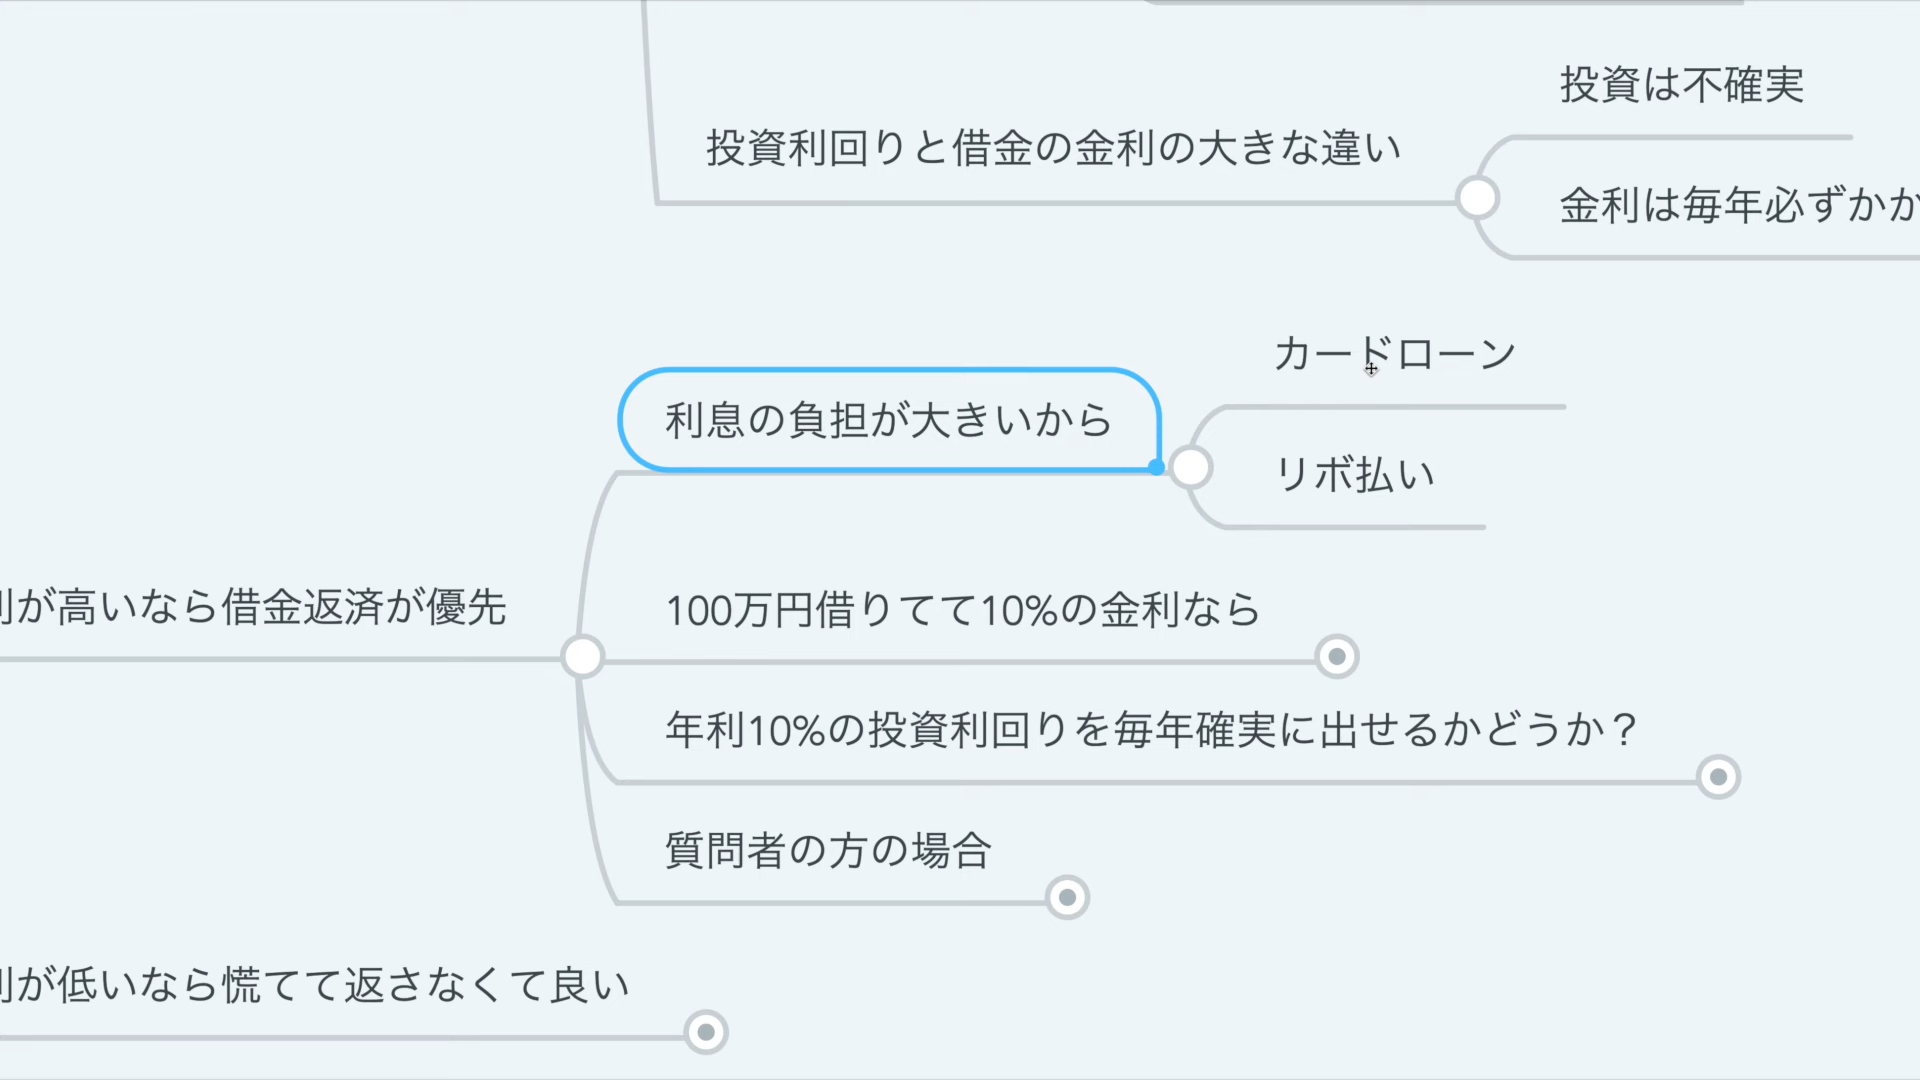 投資は不確実
投資利回りと借金の金利の大きな違い
金利は毎年必ずかか
カードローン
利息の負担が大きいから
リボ払い
が高いなら借金返済が優先
100万円借りてて10%の金利なら
年利10%の投資利回りを毎年確実に出せるかどうか？
質問者の方の場合
が低いなら慌てて返さなくて良い